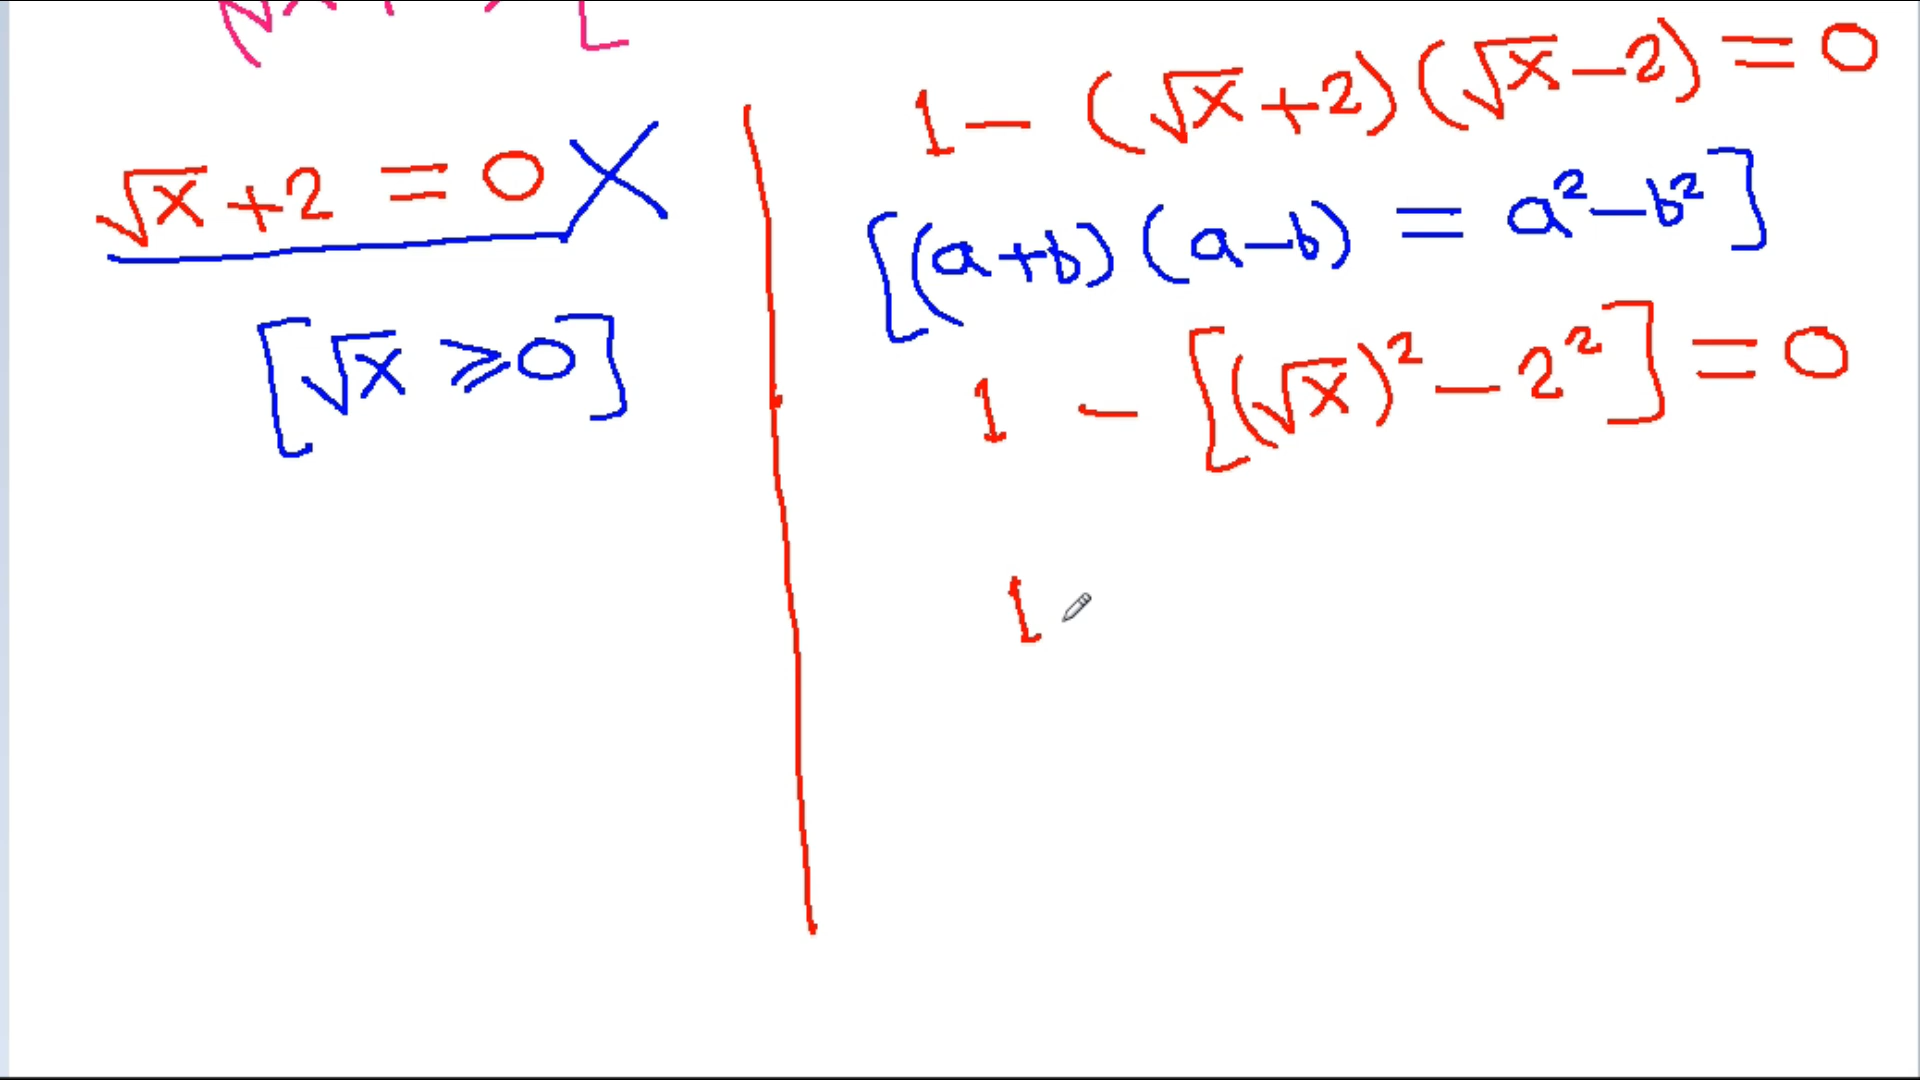 √x + 2 = 0 X
[√x ⩾ 0]
1 − (√x + 2)(√x − 2) = 0
[(a + b)(a − b) = a² − b²]
1 − [(√x)² − 2²] = 0
1